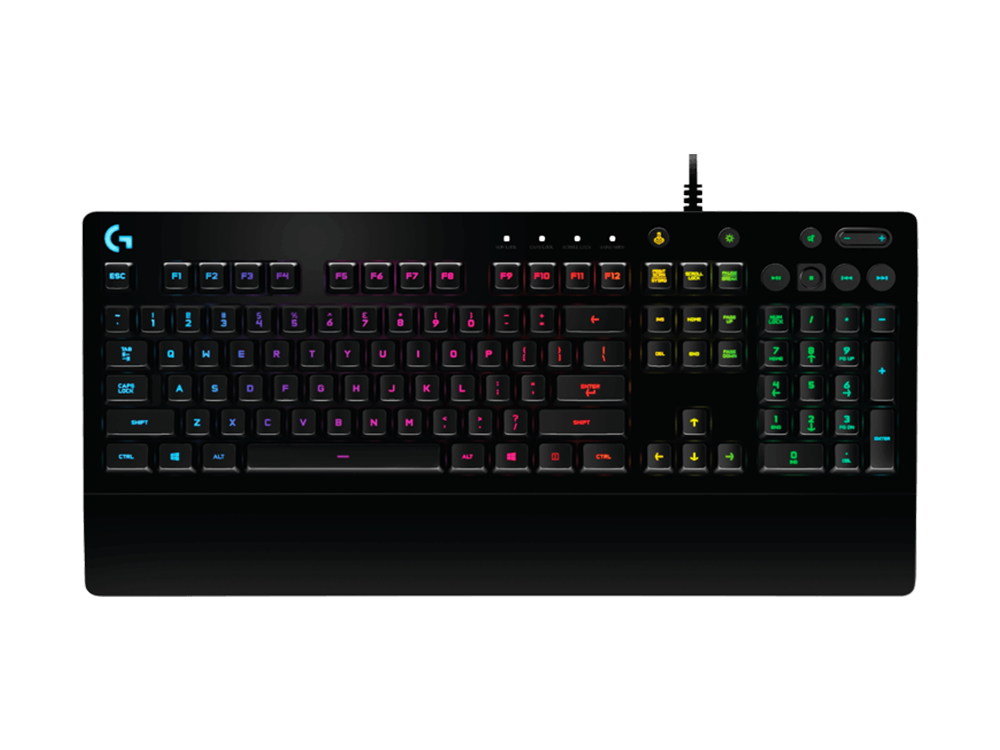 G
ESC F1 F2 F3 F4 F5 F6 F7 F8 F9 F10 F11 F12
SCROLL
LOCK
PAUSE
BREAK
1 2 3 4 5 6 7 8 9 0
INS HOME PAGE
UP
NUM
LOCK / * -
TAB Q W E R T Y U I O P
DEL END PAGE
DOWN
7
HOME
8
9
PG UP
+
CAPS
LOCK A S D F G H J K L ENTER
4 5 6
SHIFT Z X C V B N M SHIFT
1
END
2
3
PG DN
ENTER
CTRL ALT ALT CTRL
0
INS
.
DEL